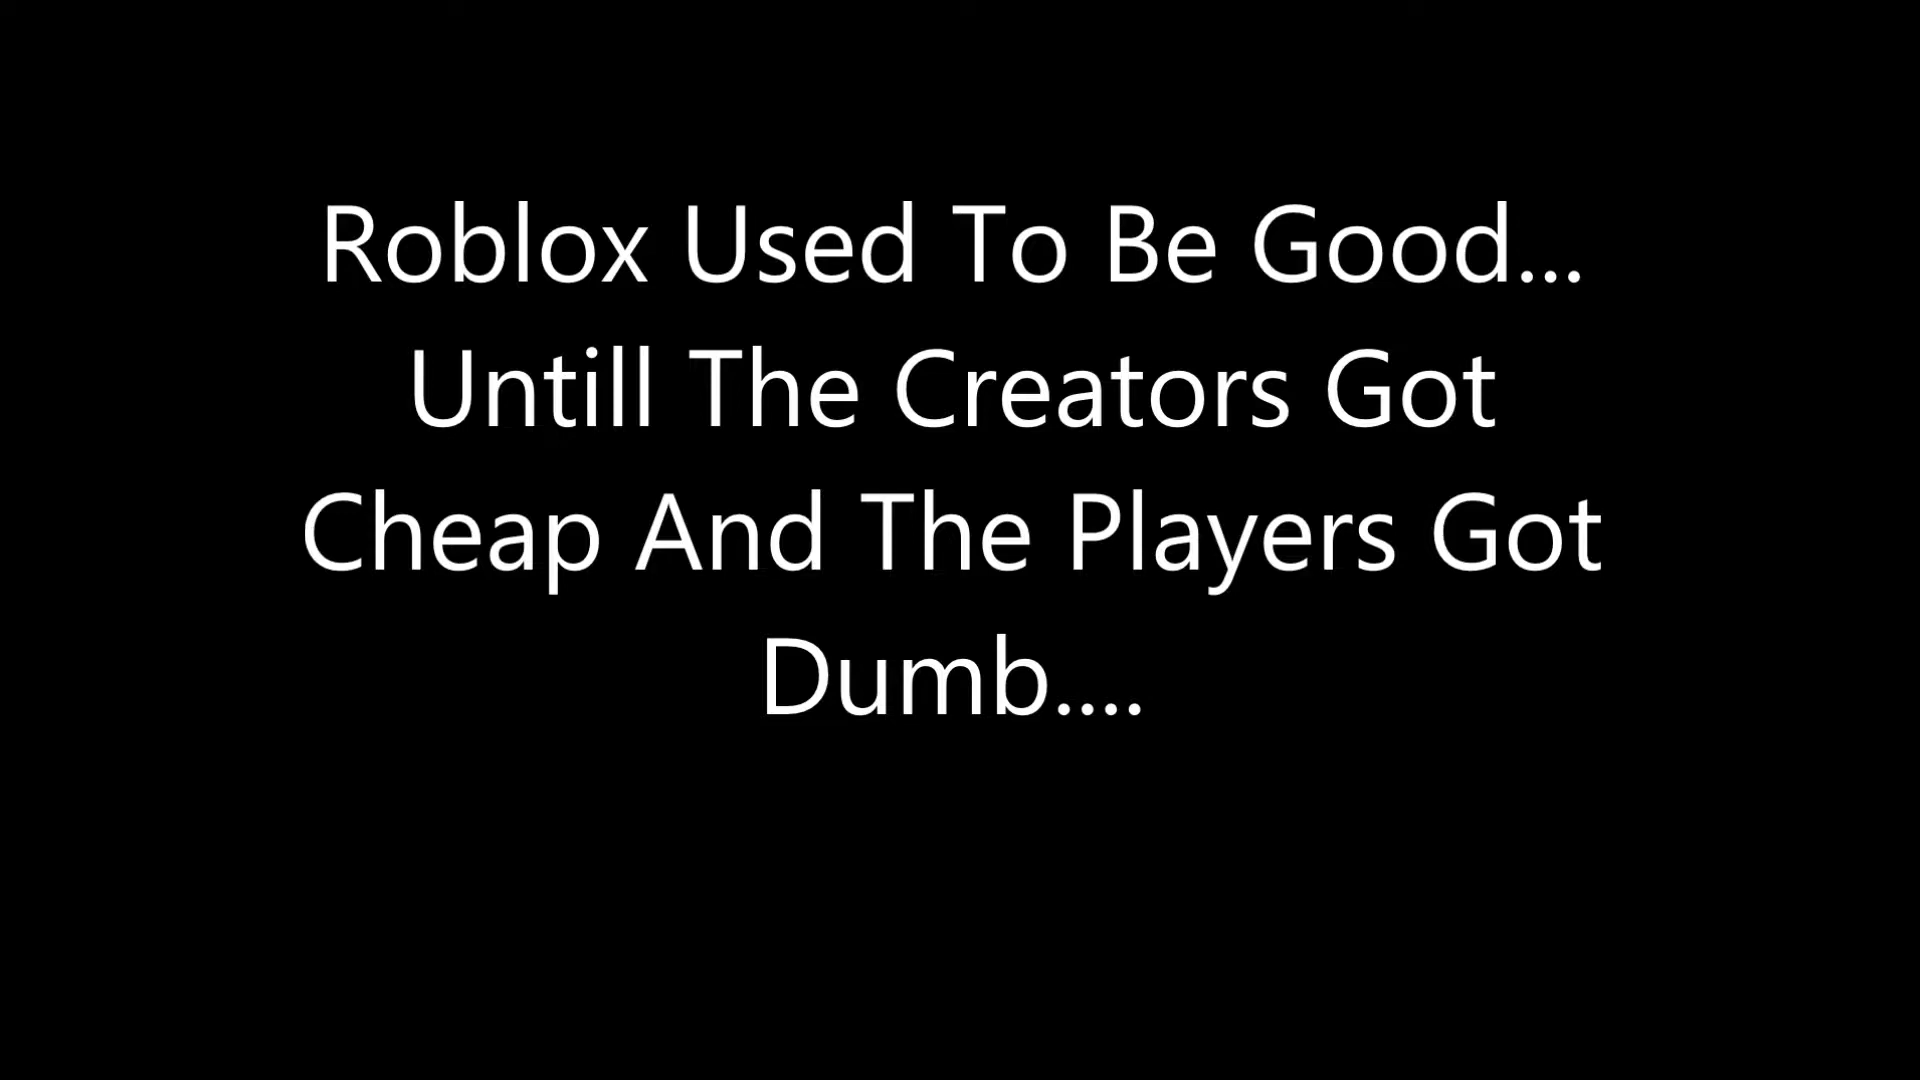 Roblox Used To Be Good...
Untill The Creators Got
Cheap And The Players Got
Dumb....